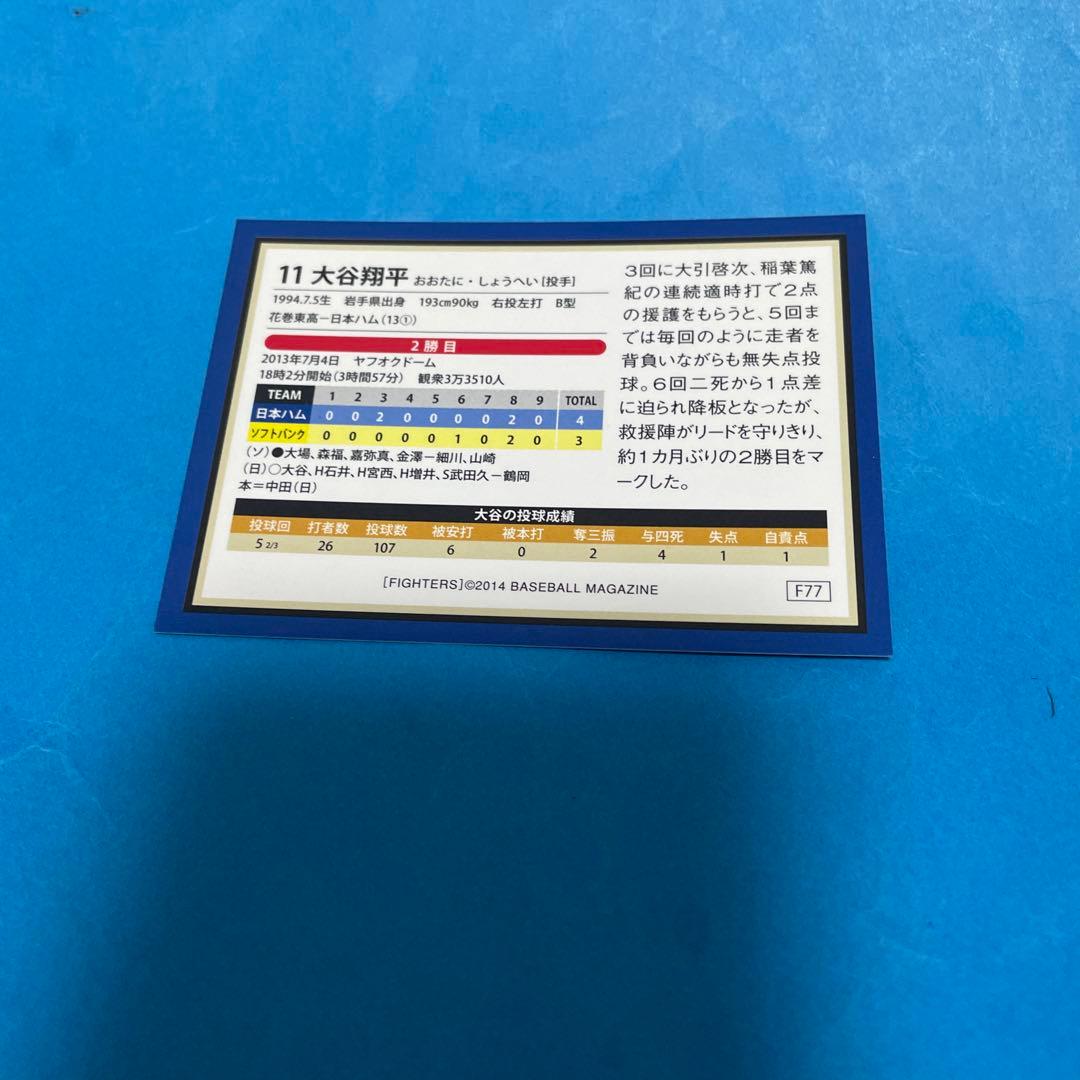 11 大谷翔平 おおたに・しょうへい[投手]
1994.7.5生 岩手県出身 193cm90kg 右投左打 B型
花巻東高ー日本ハム(13①)
2勝目
2013年7月4日 ヤフオクドーム
18時2分開始(3時間57分) 観衆3万3510人
TEAM 1 2 3 4 5 6 7 8 9 TOTAL
日本ハム 0 0 2 0 0 0 0 2 0 4
ソフトバンク 0 0 0 0 0 1 0 2 0 3
(ソ)●大場、森福、嘉弥真、金澤ー細川、山崎
(日)○大谷、H石井、H宮西、H増井、S武田久ー鶴岡
本=中田(日)
3回に大引啓次、稲葉篤
紀の連続適時打で2点
の援護をもらうと、5回ま
では毎回のように走者を
背負いながらも無失点投
球。6回二死から1点差
に迫られ降板となったが、
救援陣がリードを守りきり、
約1カ月ぶりの2勝目をマ
ークした。
大谷の投球成績
投球回 打者数 投球数 被安打 被本打 奪三振 与四死 失点 自責点
5 2/3 26 107 6 0 2 4 1 1
[FIGHTERS]©2014 BASEBALL MAGAZINE
F77